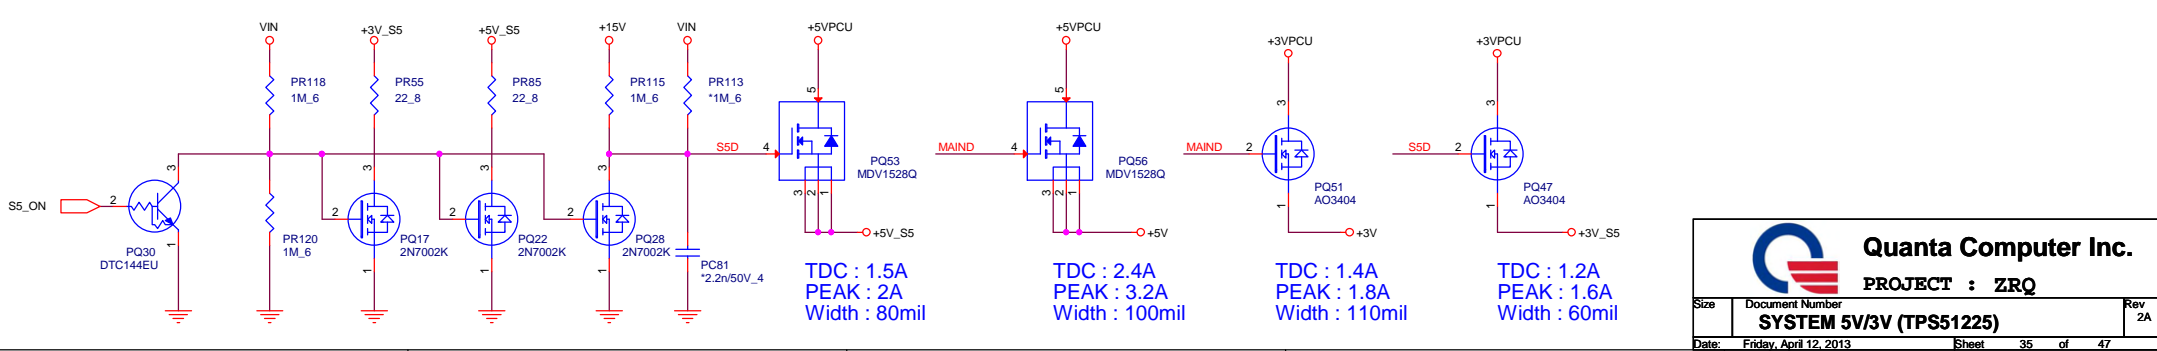 VIN
+3V_S5
+5V_S5
+15V
VIN
+5VPCU
+5VPCU
+3VPCU
+3VPCU
PR118
1M_6
PR55
22_8
PR85
22_8
PR115
1M_6
PR113
*1M_6
5
5
3
3
S5D 4
MAIND 4
MAIND 2
S5D 2
PQ53
MDV1528Q
PQ56
MDV1528Q
PQ51
AO3404
PQ47
AO3404
3
3
3
3
3 2 1
3 2 1
1
1
S5_ON
2
2
2
2
PQ30
DTC144EU
PR120
1M_6
PQ17
2N7002K
PQ22
2N7002K
PQ28
2N7002K
PC81
*2.2n/50V_4
1
1
1
1
+5V_S5
+5V
+3V
+3V_S5
TDC : 1.5A
PEAK : 2A
Width : 80mil
TDC : 2.4A
PEAK : 3.2A
Width : 100mil
TDC : 1.4A
PEAK : 1.8A
Width : 110mil
TDC : 1.2A
PEAK : 1.6A
Width : 60mil
Quanta Computer Inc.
PROJECT : ZRQ
Size Document Number Rev
SYSTEM 5V/3V (TPS51225) 2A
Date: Friday, April 12, 2013 Sheet 35 of 47